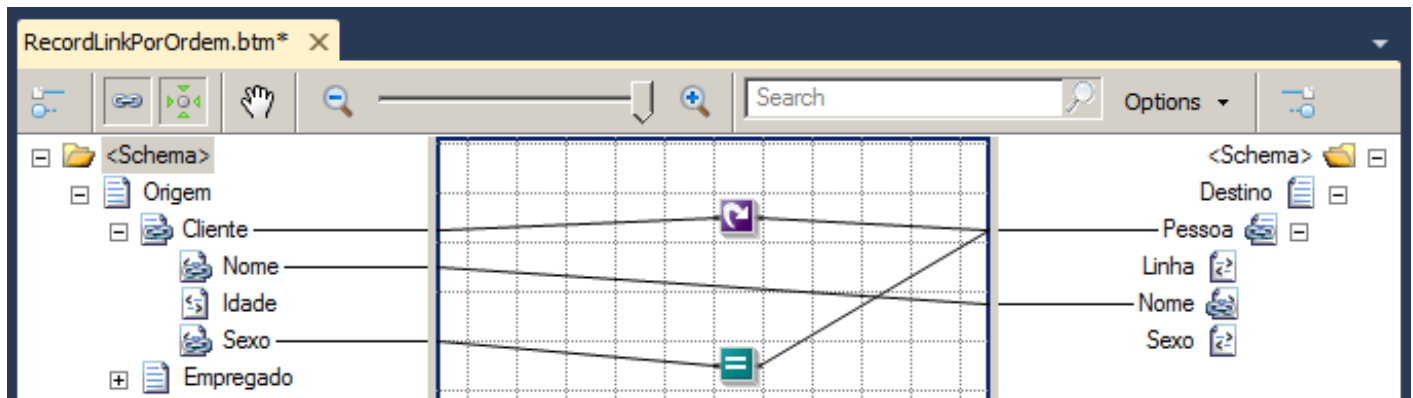 RecordLinkPorOrdem.btm*
Search Options
<Schema> <Schema>
Origem Destino
Cliente Pessoa
Nome Linha
Idade Nome
Sexo Sexo
Empregado